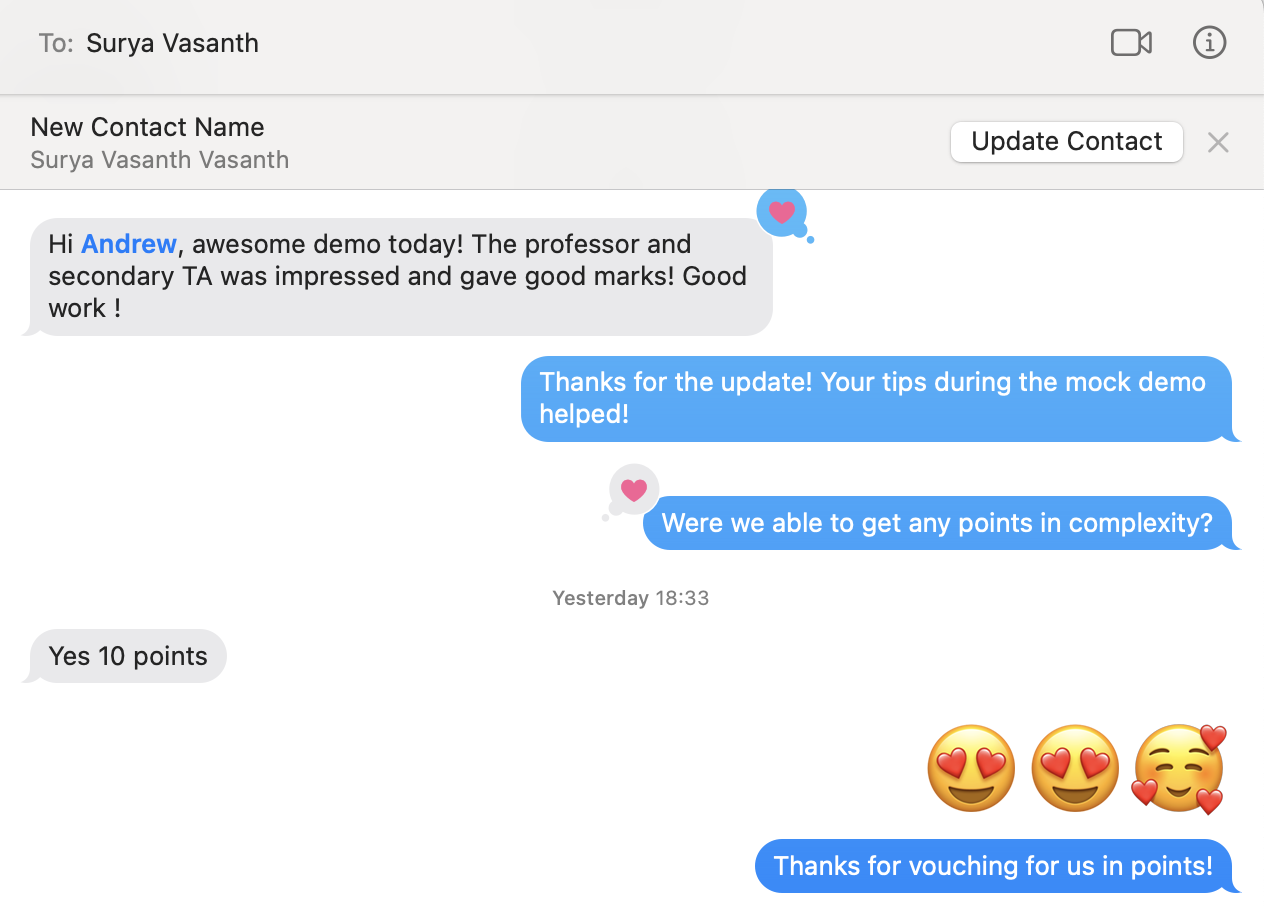 To: Surya Vasanth
New Contact Name
Surya Vasanth Vasanth
Update Contact
Hi Andrew, awesome demo today! The professor and
secondary TA was impressed and gave good marks! Good
work !
Thanks for the update! Your tips during the mock demo
helped!
Were we able to get any points in complexity?
Yesterday 18:33
Yes 10 points
😍😍🥰
Thanks for vouching for us in points!